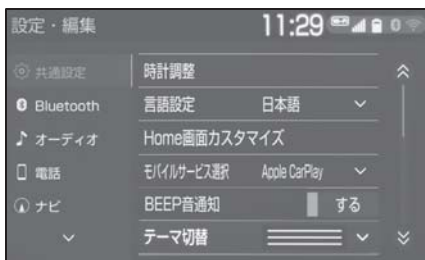 設定・編集 11:29
共通設定
Bluetooth
オーディオ
電話
ナビ
時計調整
言語設定 日本語
Home画面カスタマイズ
モバイルサービス選択 Apple CarPlay
BEEP音通知 する
テーマ切替